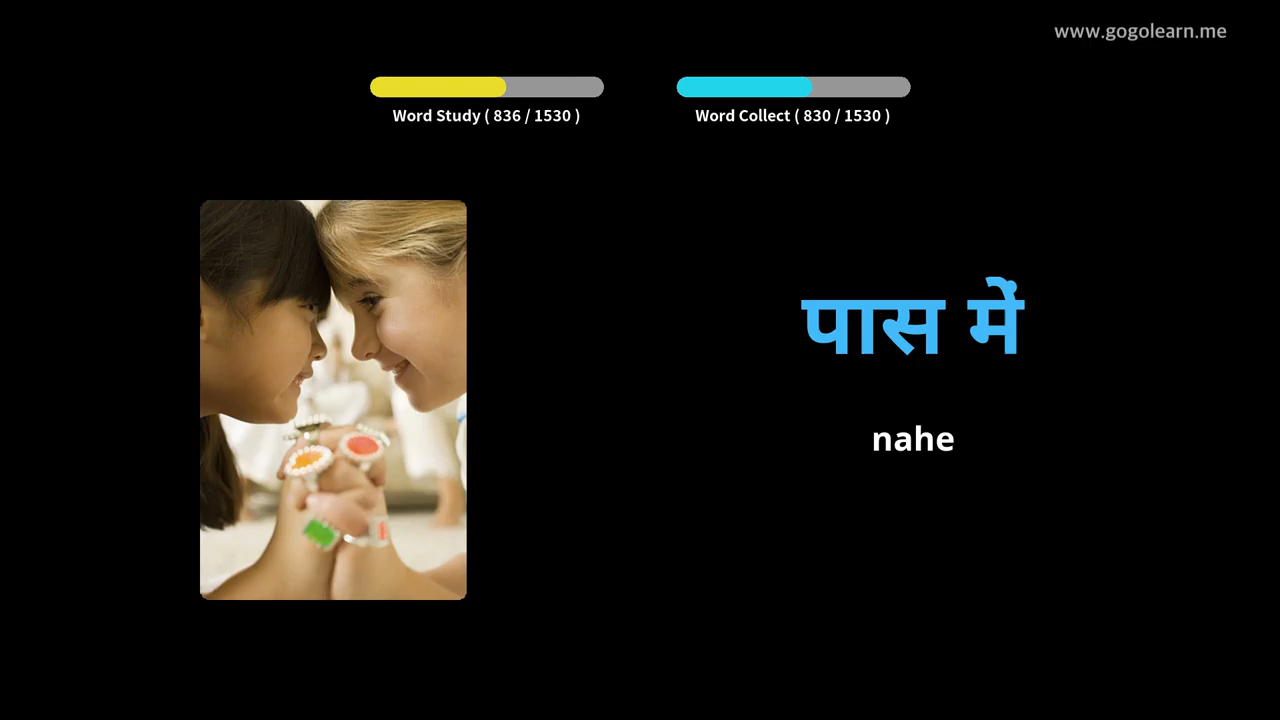 www.gogolearn.me
Word Study ( 836 / 1530 )
Word Collect ( 830 / 1530 )
पास में
nahe